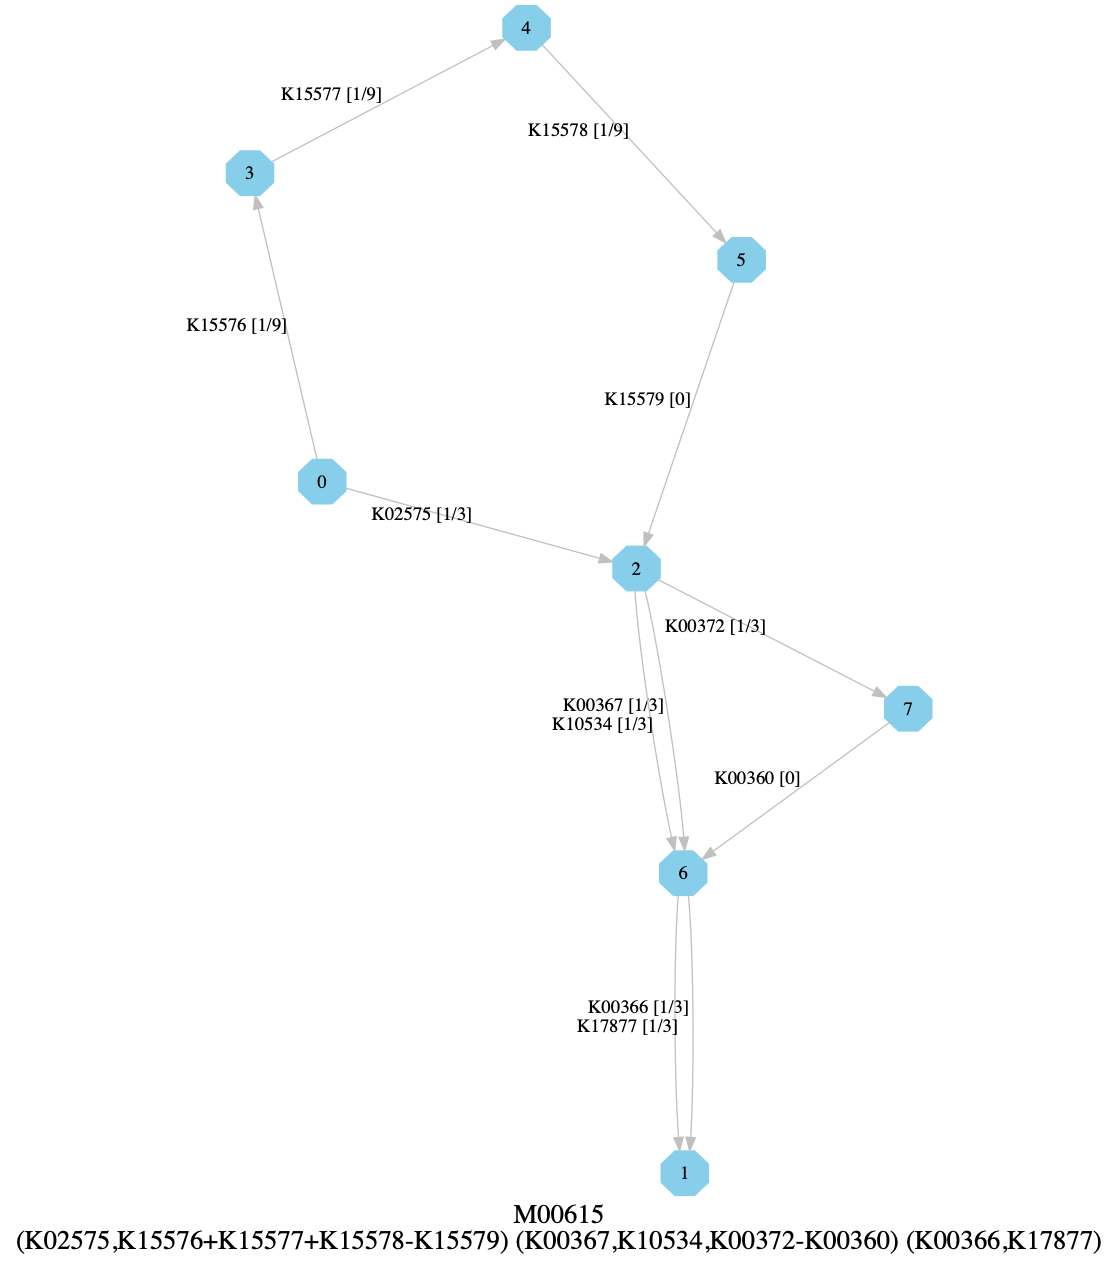 4
K15577 [1/9]
K15578 [1/9]
3
5
K15576 [1/9]
K15579 [0]
0
K02575 [1/3]
2
K00372 [1/3]
K00367 [1/3]
7
K10534 [1/3]
K00360 [0]
6
K00366 [1/3]
K17877 [1/3]
1
M00615
(K02575,K15576+K15577+K15578-K15579) (K00367,K10534,K00372-K00360) (K00366,K17877)